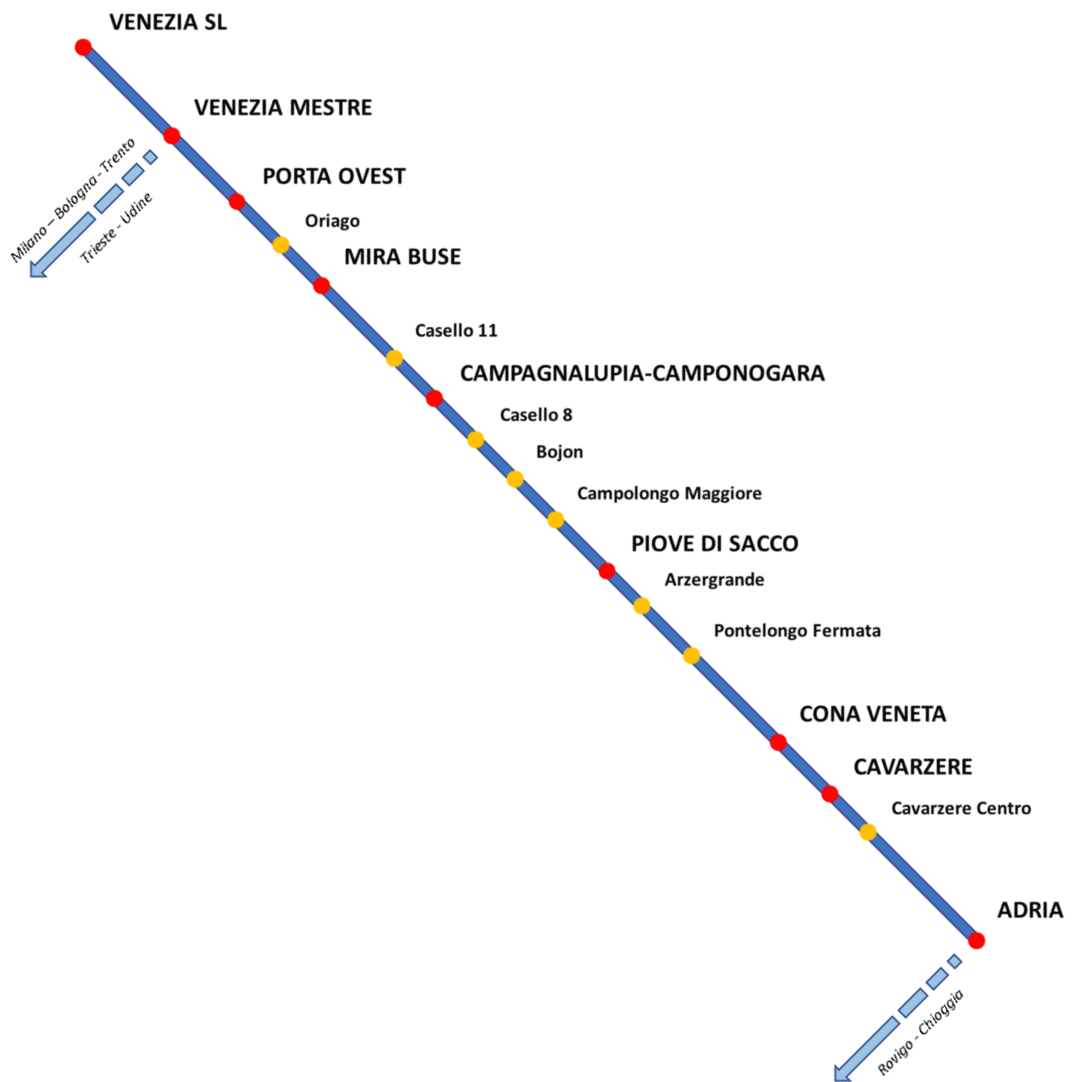 VENEZIA SL
VENEZIA MESTRE
Milano – Bologna - Trento
Trieste - Udine
PORTA OVEST
Oriago
MIRA BUSE
Casello 11
CAMPAGNALUPIA-CAMPONOGARA
Casello 8
Bojon
Campolongo Maggiore
PIOVE DI SACCO
Arzergrande
Pontelongo Fermata
CONA VENETA
CAVARZERE
Cavarzere Centro
ADRIA
Rovigo - Chioggia